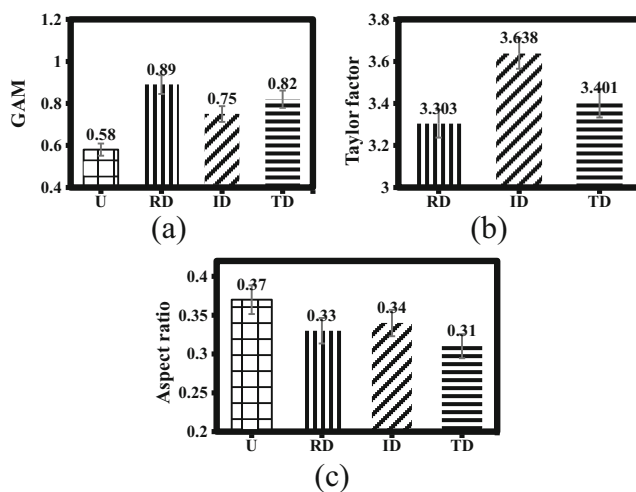 1.2
1
0.8
0.6
0.4
GAM
0.58
0.89
0.75
0.82
U RD ID TD
(a)
3.8
3.6
3.4
3.2
3
Taylor factor
3.303
3.638
3.401
RD ID TD
(b)
0.4
0.35
0.3
0.25
0.2
Aspect ratio
0.37
0.33
0.34
0.31
U RD ID TD
(c)